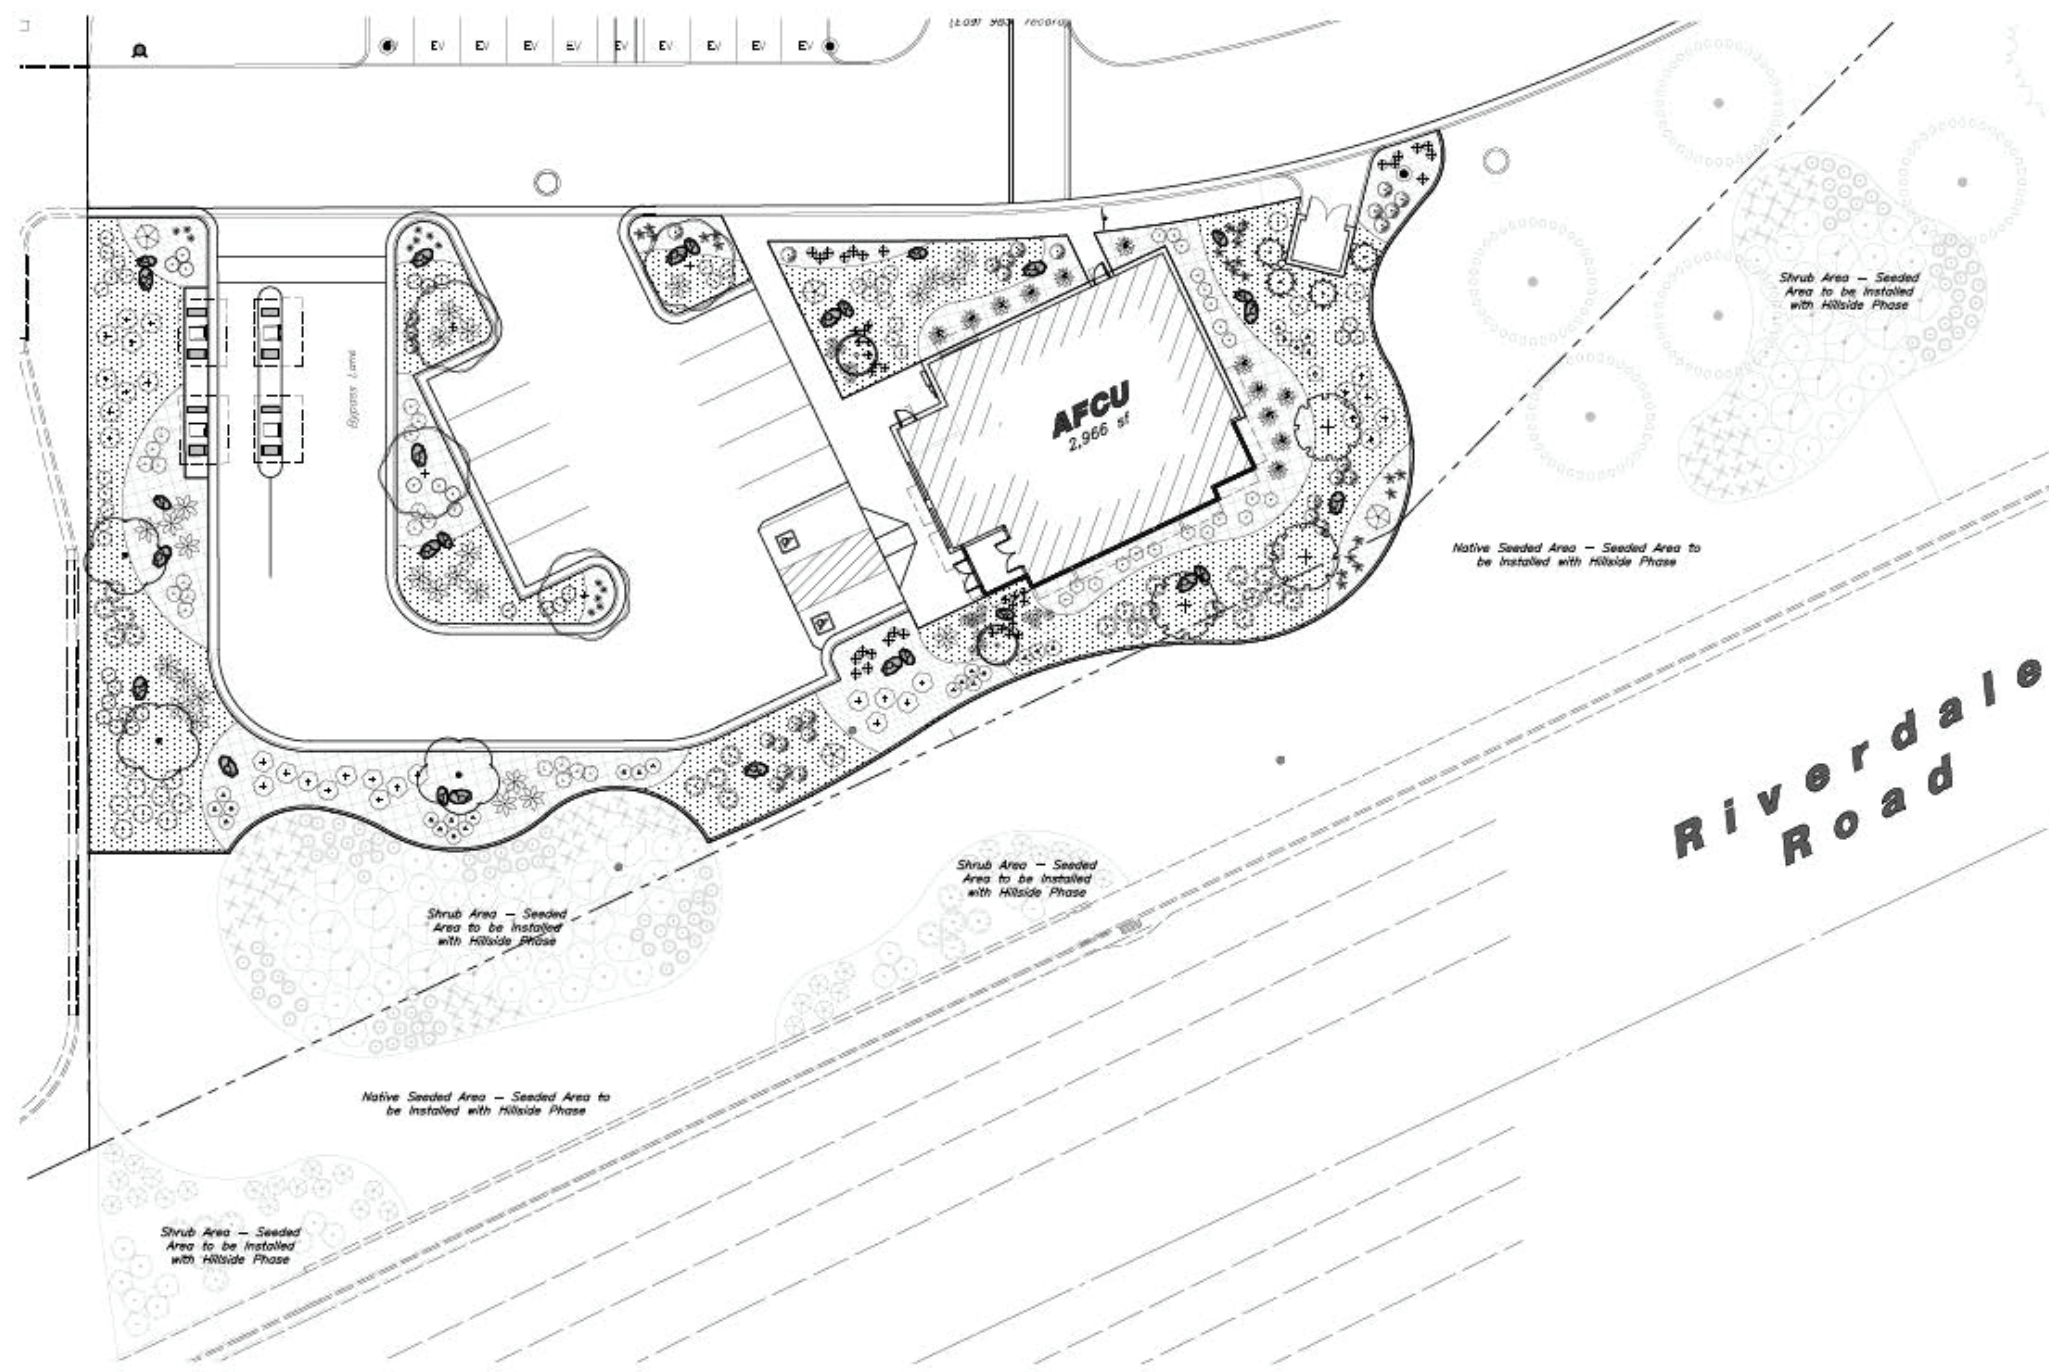 EV EV EV EV EV EV EV EV EV EV
(East 983 record)
Bypass Lane
AFCU
2,966 sf
Shrub Area – Seeded
Area to be Installed
with Hillside Phase
Native Seeded Area – Seeded Area to
be Installed with Hillside Phase
Riverdale
Road
Shrub Area – Seeded
Area to be Installed
with Hillside Phase
Shrub Area – Seeded
Area to be Installed
with Hillside Phase
Native Seeded Area – Seeded Area to
be Installed with Hillside Phase
Shrub Area – Seeded
Area to be Installed
with Hillside Phase